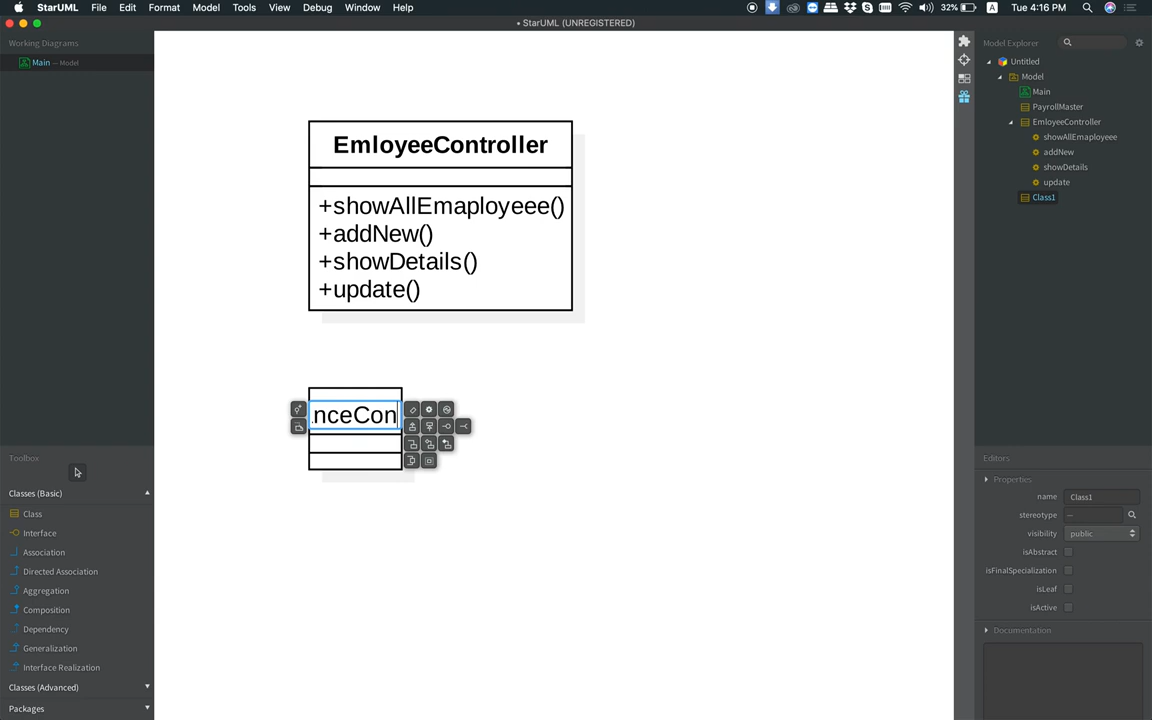 StarUML File Edit Format Model Tools View Debug Window Help 32% A Tue 4:16 PM
• StarUML (UNREGISTERED)
Working Diagrams
Main — Model
EmloyeeController
+showAllEmaployeee()
+addNew()
+showDetails()
+update()
nceCon
Toolbox
Classes (Basic)
Class
Interface
Association
Directed Association
Aggregation
Composition
Dependency
Generalization
Interface Realization
Classes (Advanced)
Packages
Model Explorer
Untitled
Model
Main
PayrollMaster
EmloyeeController
showAllEmaployeee
addNew
showDetails
update
Class1
Editors
Properties
name Class1
stereotype —
visibility public
isAbstract
isFinalSpecialization
isLeaf
isActive
Documentation